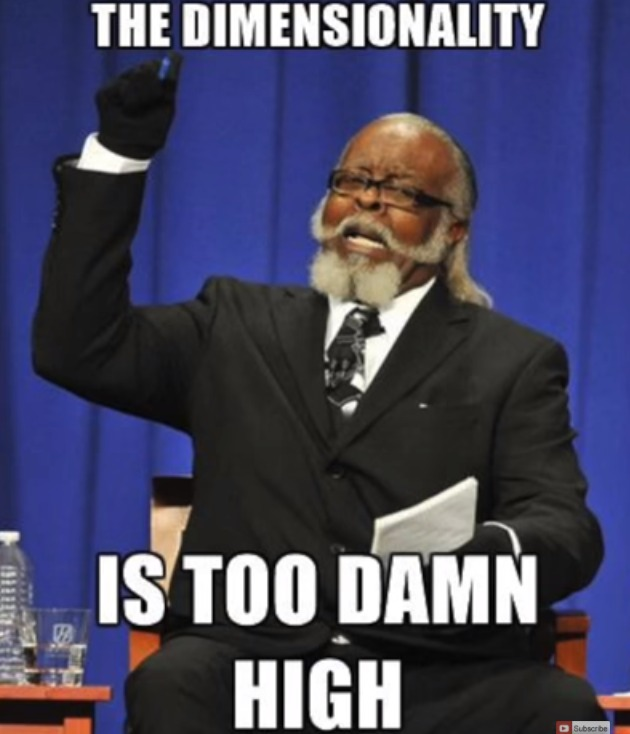 THE DIMENSIONALITY
IS TOO DAMN
HIGH
Subscribe